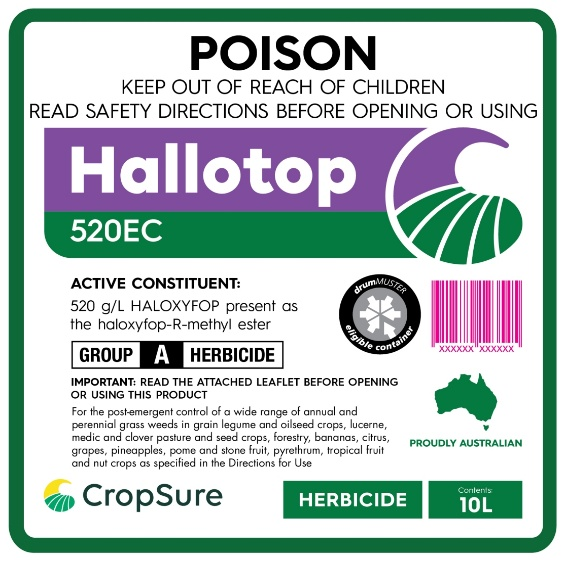 POISON
KEEP OUT OF REACH OF CHILDREN
READ SAFETY DIRECTIONS BEFORE OPENING OR USING
Hallotop
520EC
ACTIVE CONSTITUENT:
520 g/L HALOXYFOP present as
the haloxyfop-R-methyl ester
GROUP A HERBICIDE
drumMUSTER
eligible container
XXXXXX XXXXXX
IMPORTANT: READ THE ATTACHED LEAFLET BEFORE OPENING
OR USING THIS PRODUCT
For the post-emergent control of a wide range of annual and
perennial grass weeds in grain legume and oilseed crops, lucerne,
medic and clover pasture and seed crops, forestry, bananas, citrus,
grapes, pineapples, pome and stone fruit, pyrethrum, tropical fruit
and nut crops as specified in the Directions for Use
PROUDLY AUSTRALIAN
CropSure
HERBICIDE
Contents:
10L